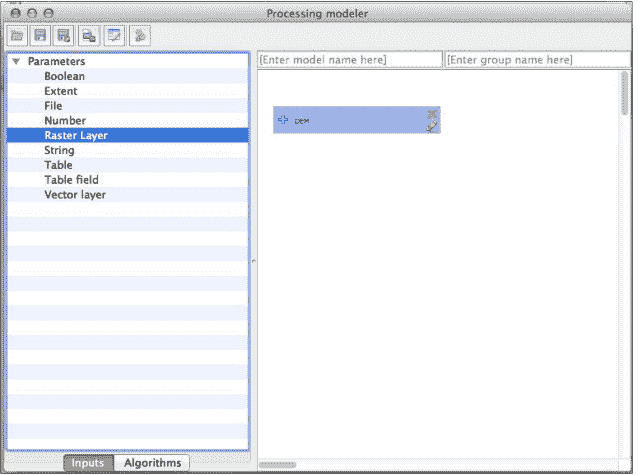 Processing modeler
Parameters
Boolean
Extent
File
Number
Raster Layer
String
Table
Table field
Vector layer
[Enter model name here]
[Enter group name here]
DEM
Inputs
Algorithms